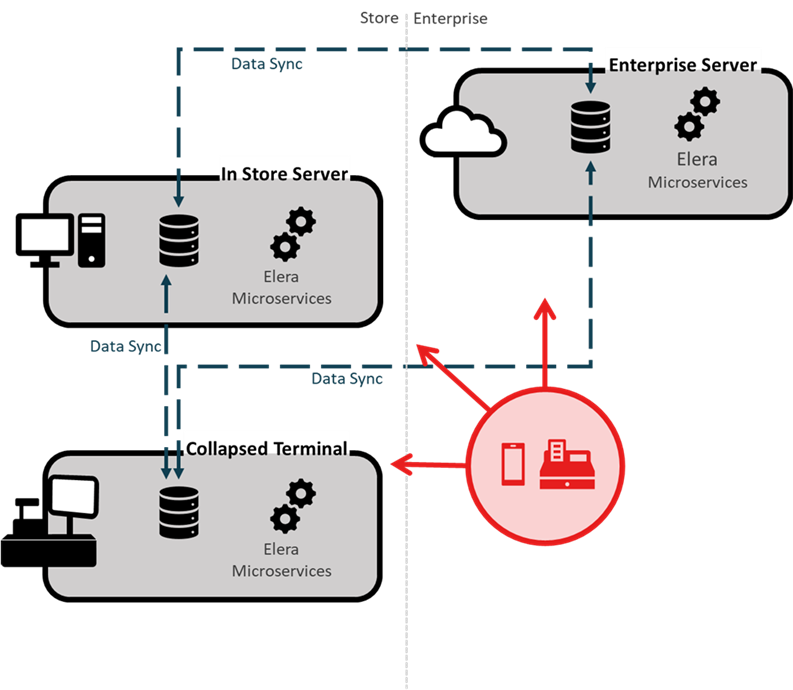 Store
Enterprise
Data Sync
Enterprise Server
Elera
Microservices
In Store Server
Elera
Microservices
Data Sync
Data Sync
Collapsed Terminal
Elera
Microservices